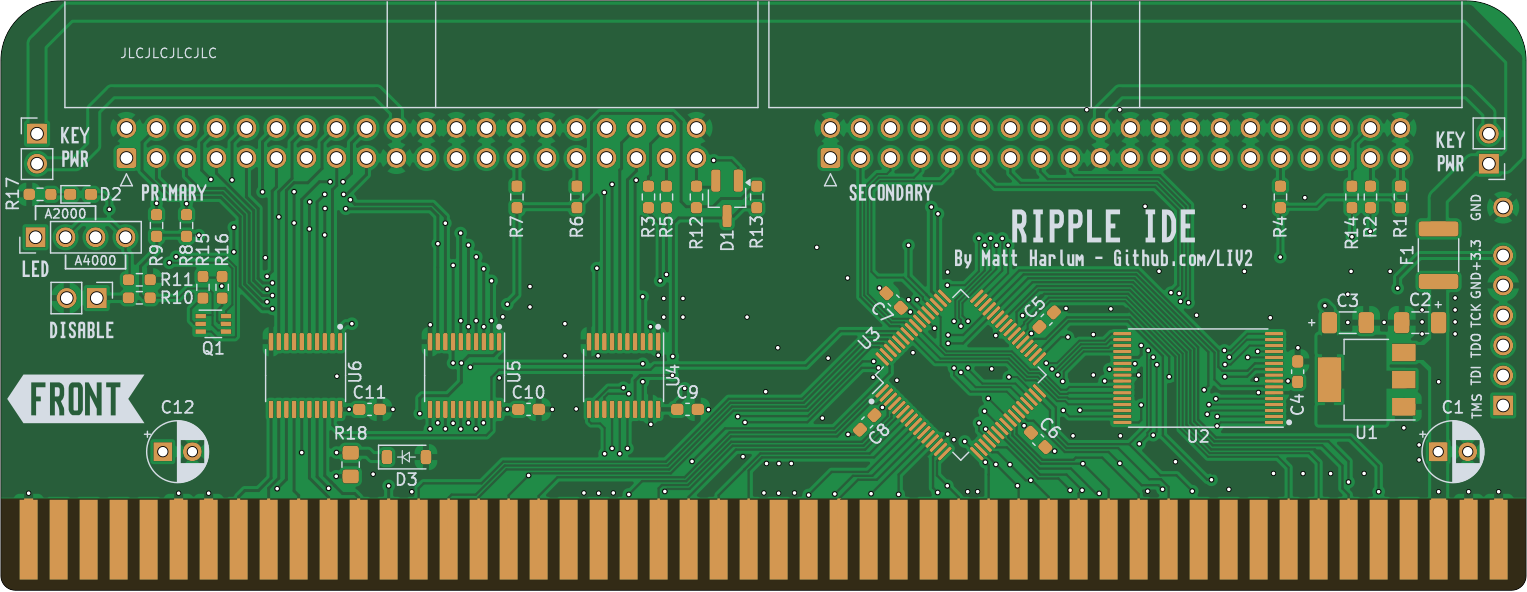 JLCJLCJLCJLC
KEY
PWR
KEY
PWR
R17
D2
PRIMARY
SECONDARY
A2000
R9
R8
R15
R16
R7
R6
R3
R5
R12
D1
R13
R4
R14
R2
R1
GND
RIPPLE IDE
By Matt Harlum - Github.com/LIV2
LED
A4000
R11
R10
DISABLE
Q1
F1
+3.3
GND
TCK
TDO
TDI
TMS
C7
C5
C3
+
C2
+
U3
U6
U5
U4
FRONT
C11
C10
C9
C4
C12
+
R18
D3
C8
C6
U2
U1
C1
+